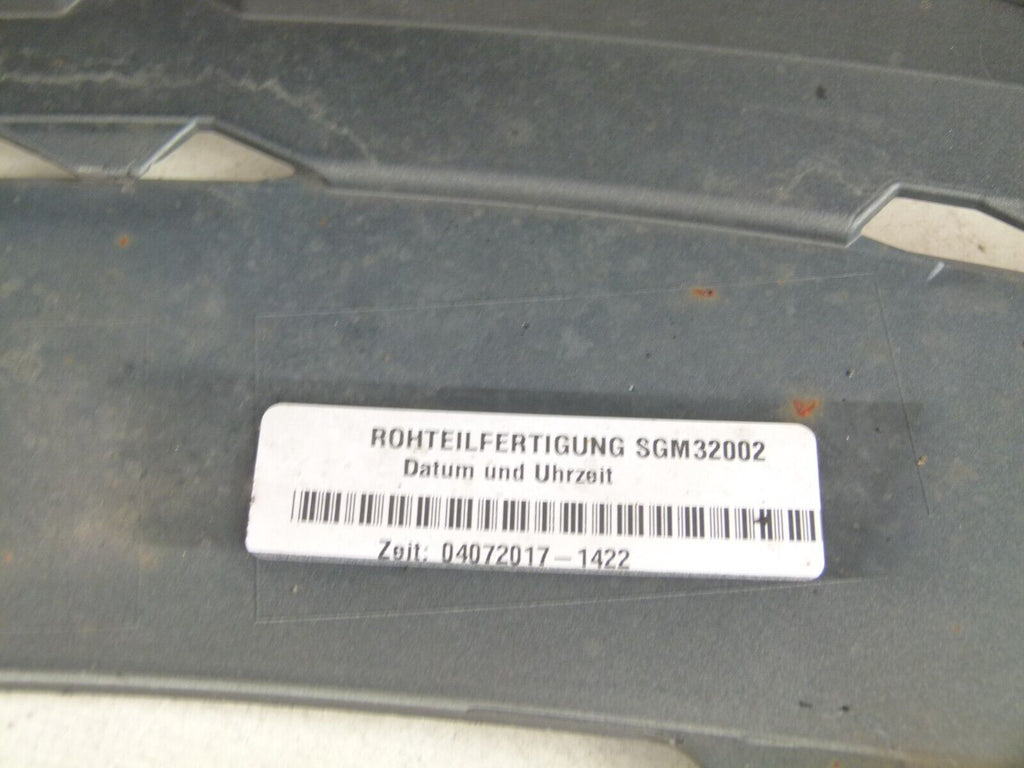 ROHTEILFERTIGUNG SGM32002
Datum und Uhrzeit
Zeit: 04072017-1422